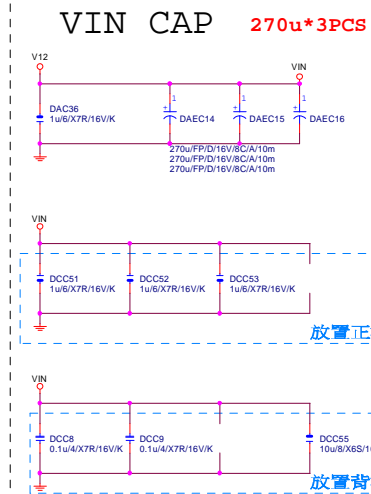 VIN CAP 270u*3PCS
V12 VIN
1 1 1
DAC36
1u/6/X7R/16V/K
+ DAEC14 + DAEC15 + DAEC16
270u/FP/D/16V/8C/A/10m
270u/FP/D/16V/8C/A/10m
270u/FP/D/16V/8C/A/10m
VIN
DCC51 DCC52 DCC53
1u/6/X7R/16V/K 1u/6/X7R/16V/K 1u/6/X7R/16V/K
放置正
VIN
DCC8 DCC9 DCC55
0.1u/4/X7R/16V/K 0.1u/4/X7R/16V/K 10u/8/X6S/1
放置背